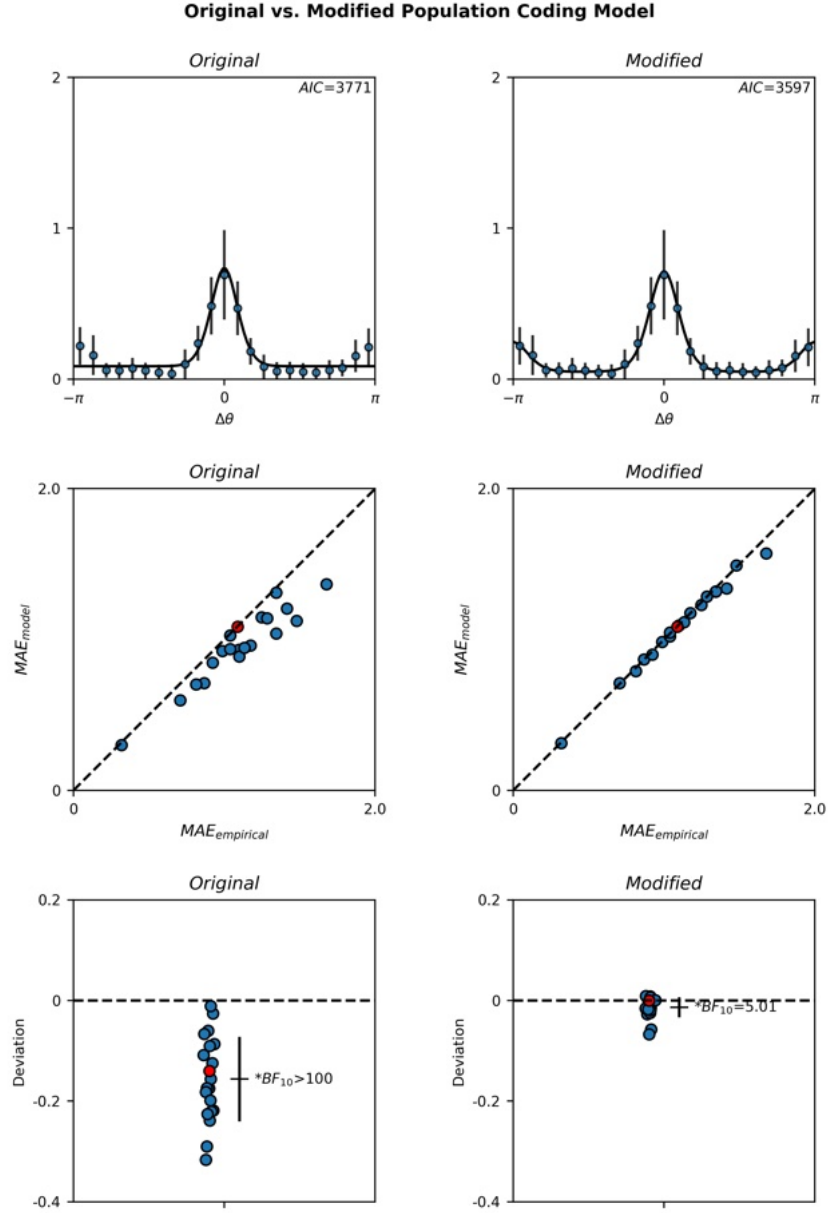 Original vs. Modified Population Coding Model
Original
2
AIC=3771
1
0
−π
0
π
Δθ
Modified
2
AIC=3597
1
0
−π
0
π
Δθ
Original
2.0
MAE_model
0
0
2.0
MAE_empirical
Modified
2.0
MAE_model
0
0
2.0
MAE_empirical
Original
0.2
0
Deviation
*BF₁₀>100
-0.2
-0.4
Modified
0.2
0
*BF₁₀=5.01
Deviation
-0.2
-0.4